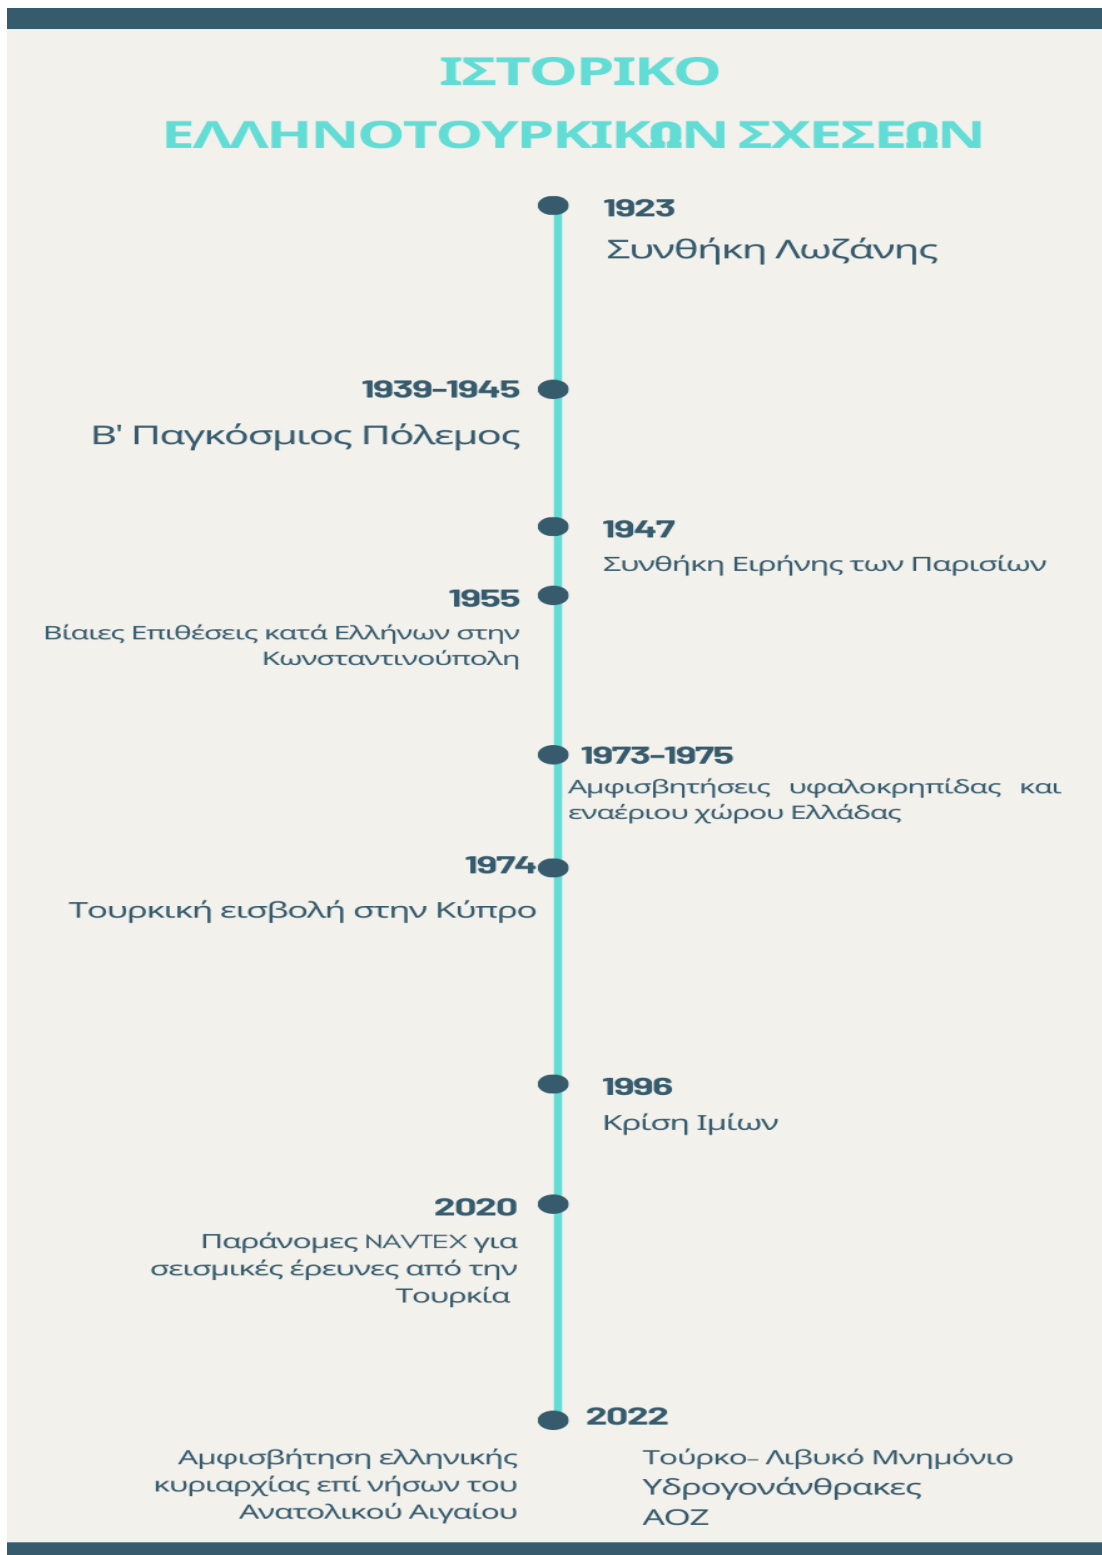 ΙΣΤΟΡΙΚΟ
ΕΛΛΗΝΟΤΟΥΡΚΙΚΩΝ ΣΧΕΣΕΩΝ
1923
Συνθήκη Λωζάνης
1939–1945
Β' Παγκόσμιος Πόλεμος
1947
Συνθήκη Ειρήνης των Παρισίων
1955
Βίαιες Επιθέσεις κατά Ελλήνων στην
Κωνσταντινούπολη
1973–1975
Αμφισβητήσεις υφαλοκρηπίδας και
εναέριου χώρου Ελλάδας
1974
Τουρκική εισβολή στην Κύπρο
1996
Κρίση Ιμίων
2020
Παράνομες NAVTEX για
σεισμικές έρευνες από την
Τουρκία
2022
Αμφισβήτηση ελληνικής
κυριαρχίας επί νήσων του
Ανατολικού Αιγαίου
Τούρκο– Λιβυκό Μνημόνιο
Υδρογονάνθρακες
ΑΟΖ